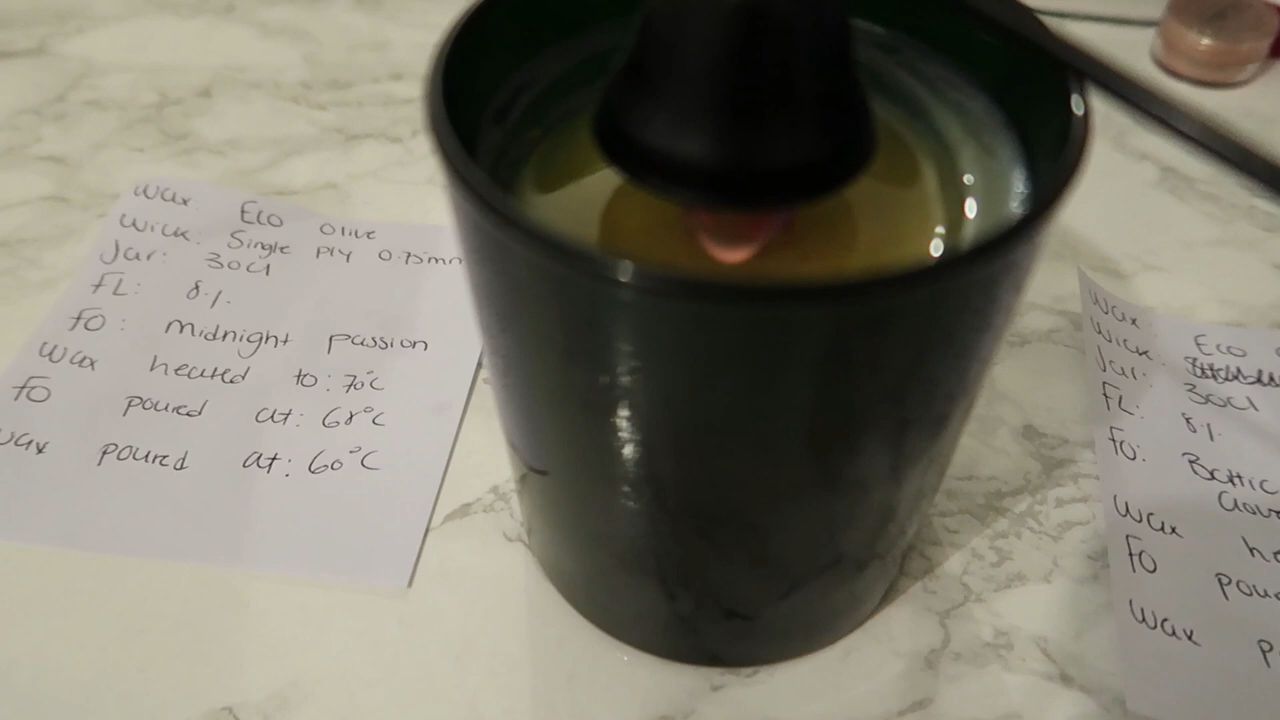 Wax Eco Olive
Wick. Single Ply 0.75mm
Jar: 30cl
FL: 8%
FO: Midnight passion
Wax heated to: 70°C
FO poured at: 68°C
Wax poured at: 60°C
Wax Eco
Wick.
Jar: 30cl
FL: 8%
FO: Baltic
Wax
FO
Wax